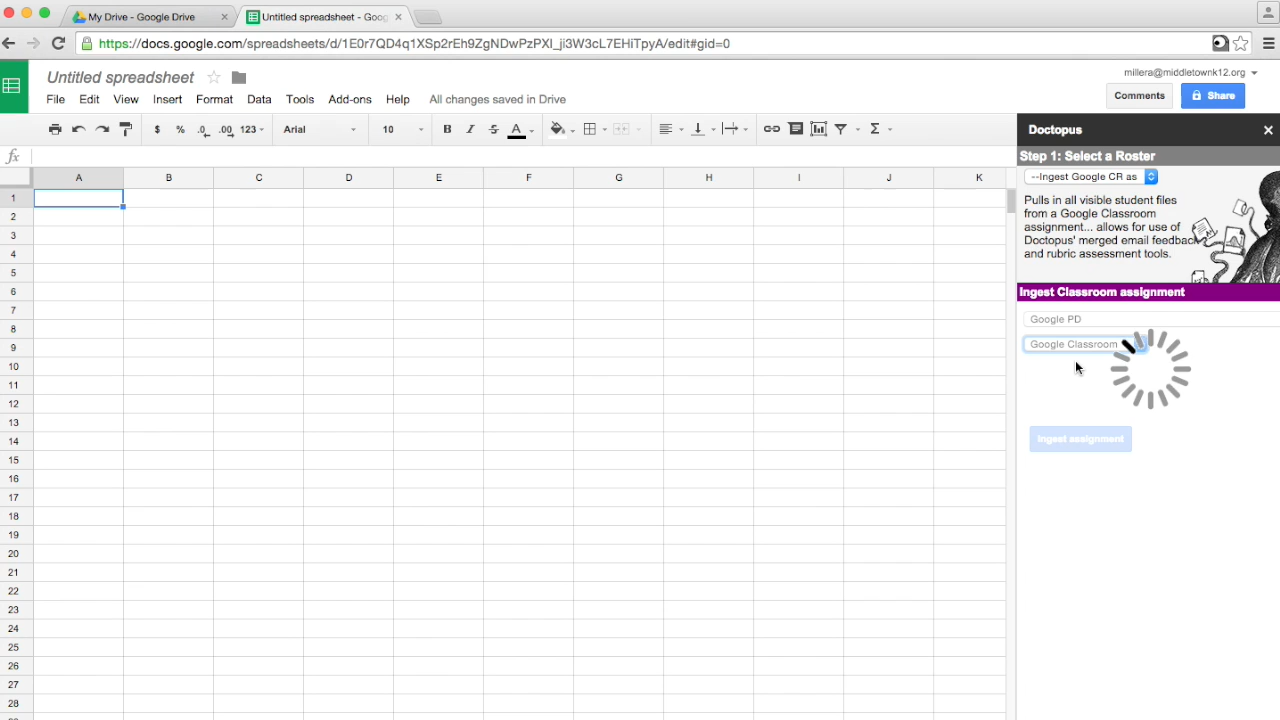 My Drive - Google Drive
Untitled spreadsheet - Goog
https://docs.google.com/spreadsheets/d/1E0r7QD4q1XSp2rEh9ZgNDwPzPXI_ji3W3cL7EHiTpyA/edit#gid=0
Untitled spreadsheet
millera@middletownk12.org
File Edit View Insert Format Data Tools Add-ons Help All changes saved in Drive
Comments Share
$ % .0 .00 123 Arial 10 B I S A Σ
Doctopus
fx
Step 1: Select a Roster
--Ingest Google CR as
Pulls in all visible student files
from a Google Classroom
assignment... allows for use of
Doctopus' merged email feedback
and rubric assessment tools.
Ingest Classroom assignment
Google PD
Google Classroom
Ingest assignment
A B C D E F G H I J K
1
2
3
4
5
6
7
8
9
10
11
12
13
14
15
16
17
18
19
20
21
22
23
24
25
26
27
28